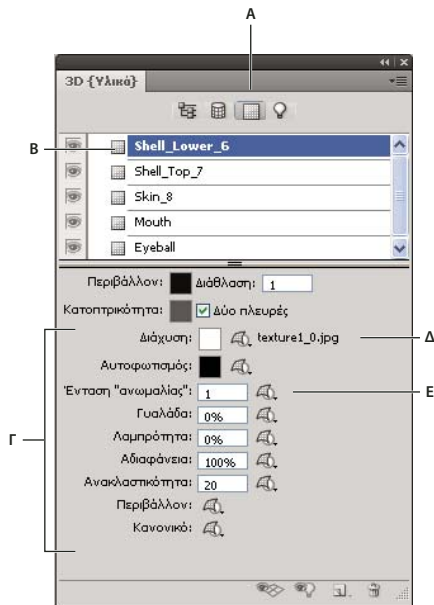 A
3D {Υλικά}
B
Shell_Lower_6
Shell_Top_7
Skin_8
Mouth
Eyeball
Περιβάλλον: Διάθλαση: 1
Κατοπτρικότητα: Δύο πλευρές
Διάχυση: texture1_0.jpg
Δ
Αυτοφωτισμός:
Ένταση "ανωμαλίας": 1
Ε
Γυαλάδα: 0%
Γ
Λαμπρότητα: 0%
Αδιαφάνεια: 100%
Ανακλαστικότητα: 20
Περιβάλλον:
Κανονικό: